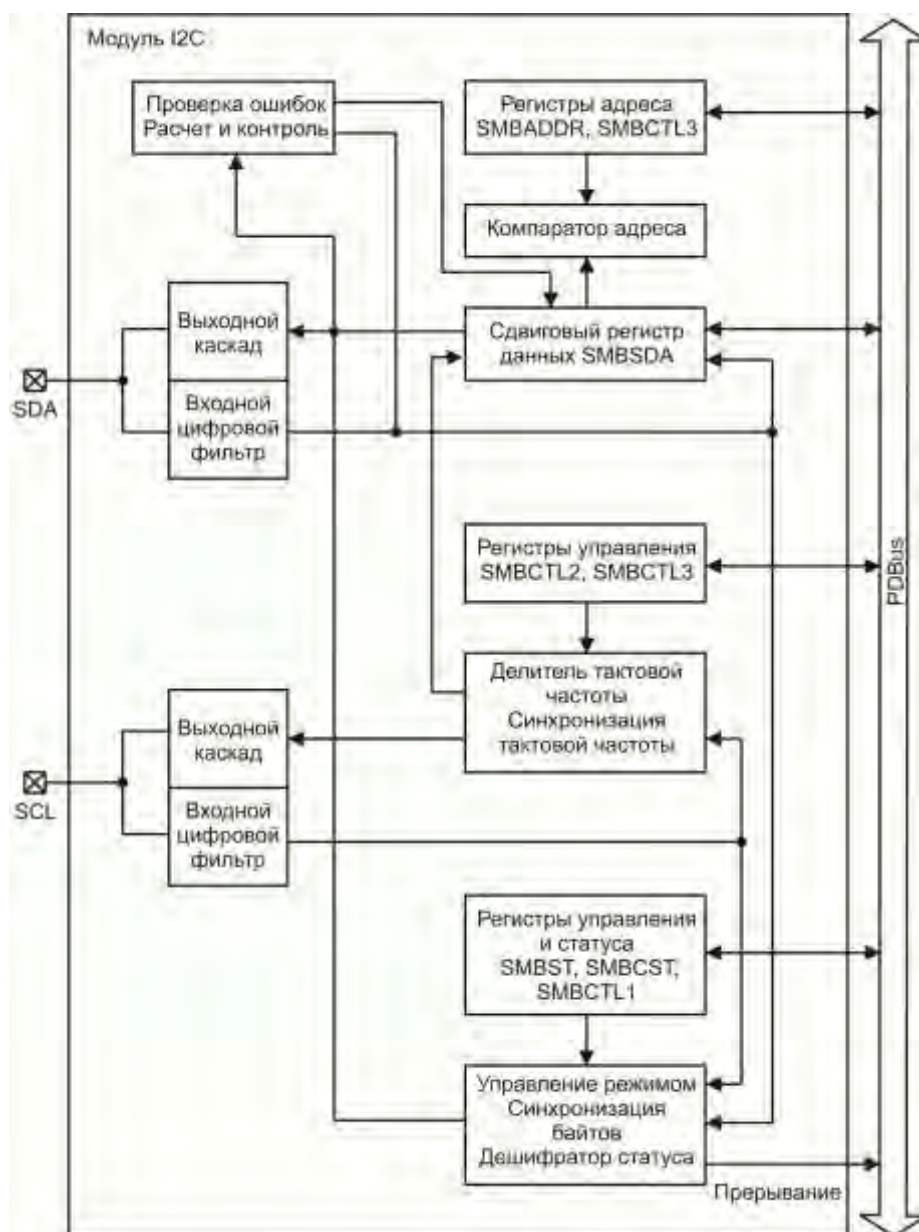 Модуль I2C
Проверка ошибок
Расчет и контроль
Регистры адреса
SMBADDR, SMBCTL3
Компаратор адреса
Выходной
каскад
Сдвиговый регистр
данных SMBSDA
SDA
Входной
цифровой
фильтр
Регистры управления
SMBCTL2, SMBCTL3
PDBus
Делитель тактовой
частоты
Синхронизация
тактовой частоты
Выходной
каскад
SCL
Входной
цифровой
фильтр
Регистры управления
и статуса
SMBST, SMBCST,
SMBCTL1
Управление режимом
Синхронизация
байтов
Дешифратор статуса
Прерывание